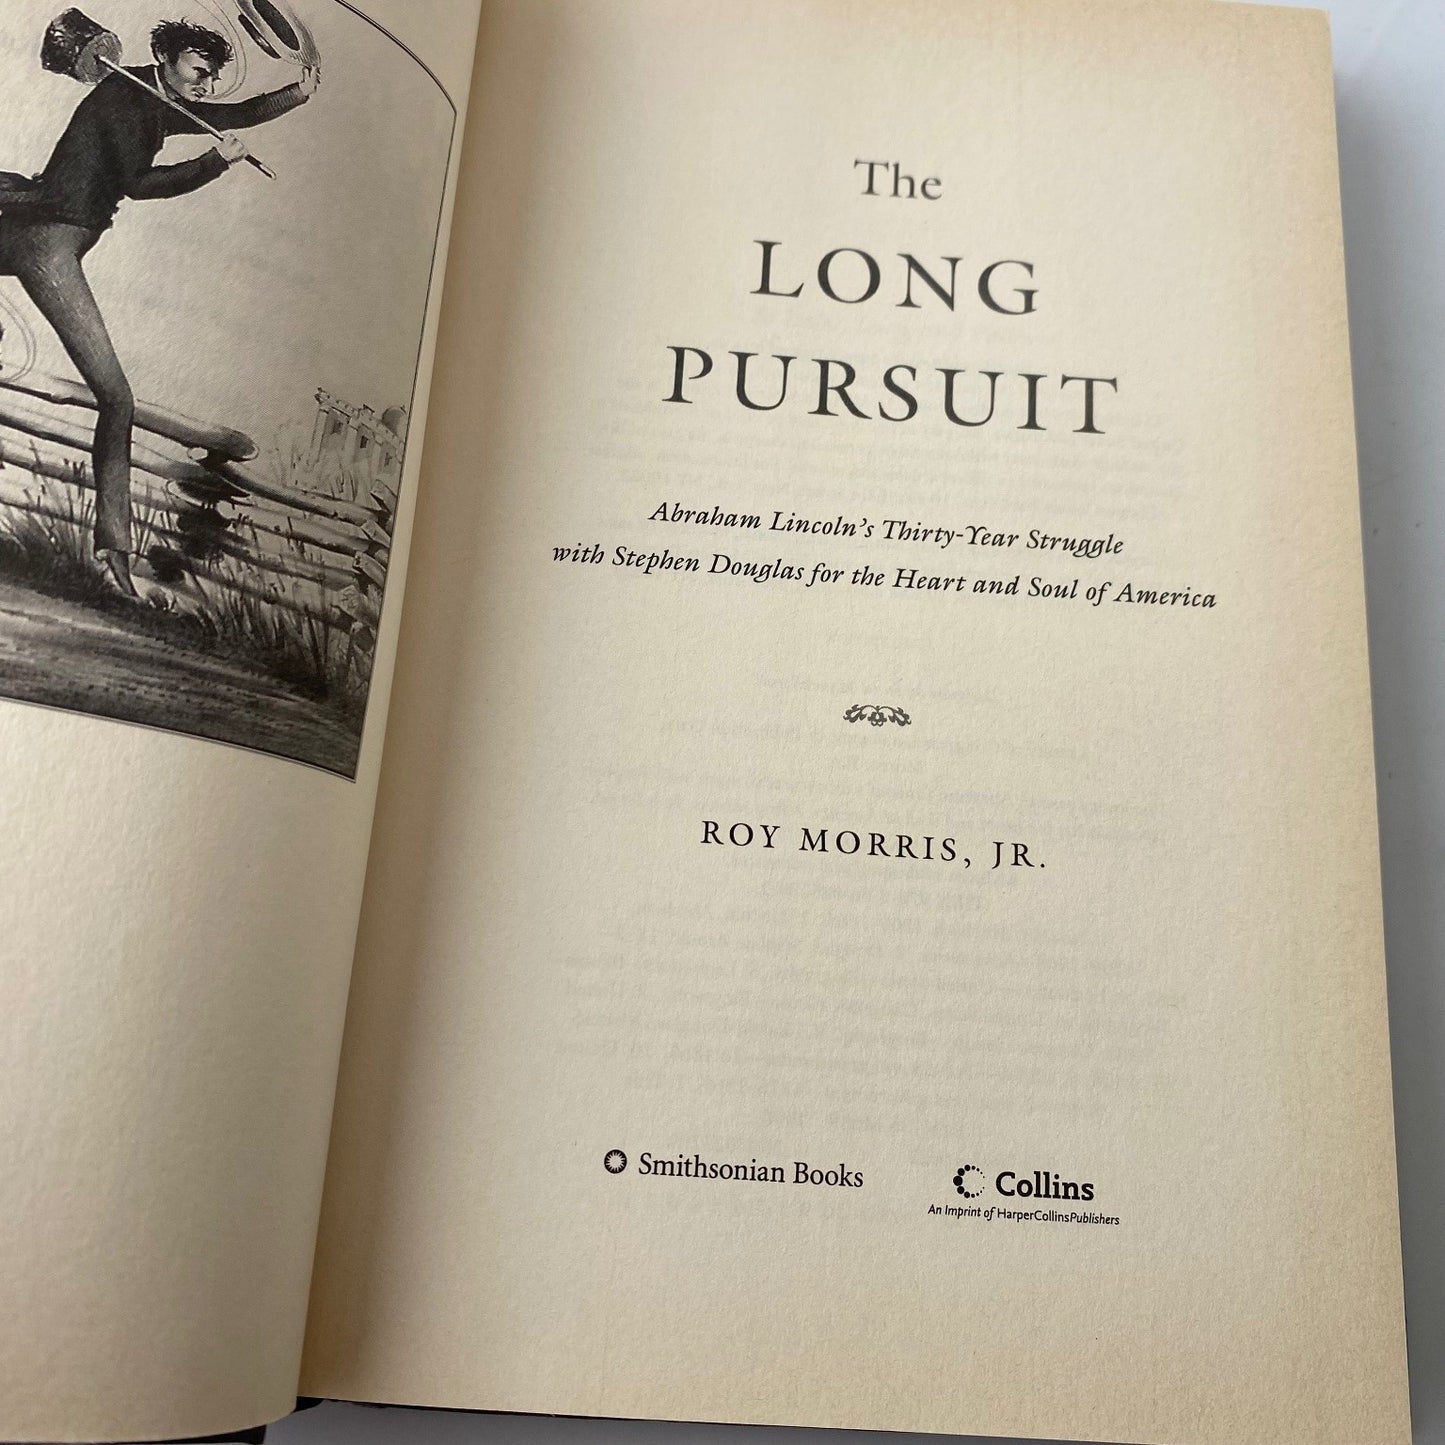 The
LONG
PURSUIT
Abraham Lincoln's Thirty-Year Struggle
with Stephen Douglas for the Heart and Soul of America
ROY MORRIS, JR.
Smithsonian Books
Collins
An Imprint of HarperCollinsPublishers